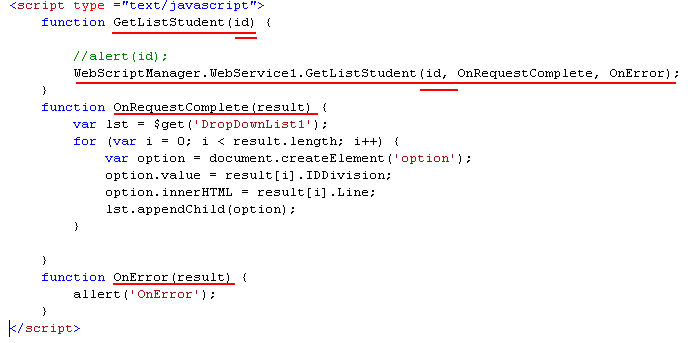 <script type ="text/javascript">
function GetListStudent(id) {
//alert(id);
WebScriptManager.WebService1.GetListStudent(id, OnRequestComplete, OnError);
}
function OnRequestComplete(result) {
var lst = $get('DropDownList1');
for (var i = 0; i < result.length; i++) {
var option = document.createElement('option');
option.value = result[i].IDDivision;
option.innerHTML = result[i].Line;
lst.appendChild(option);
}
}
function OnError(result) {
allert('OnError');
}
</script>